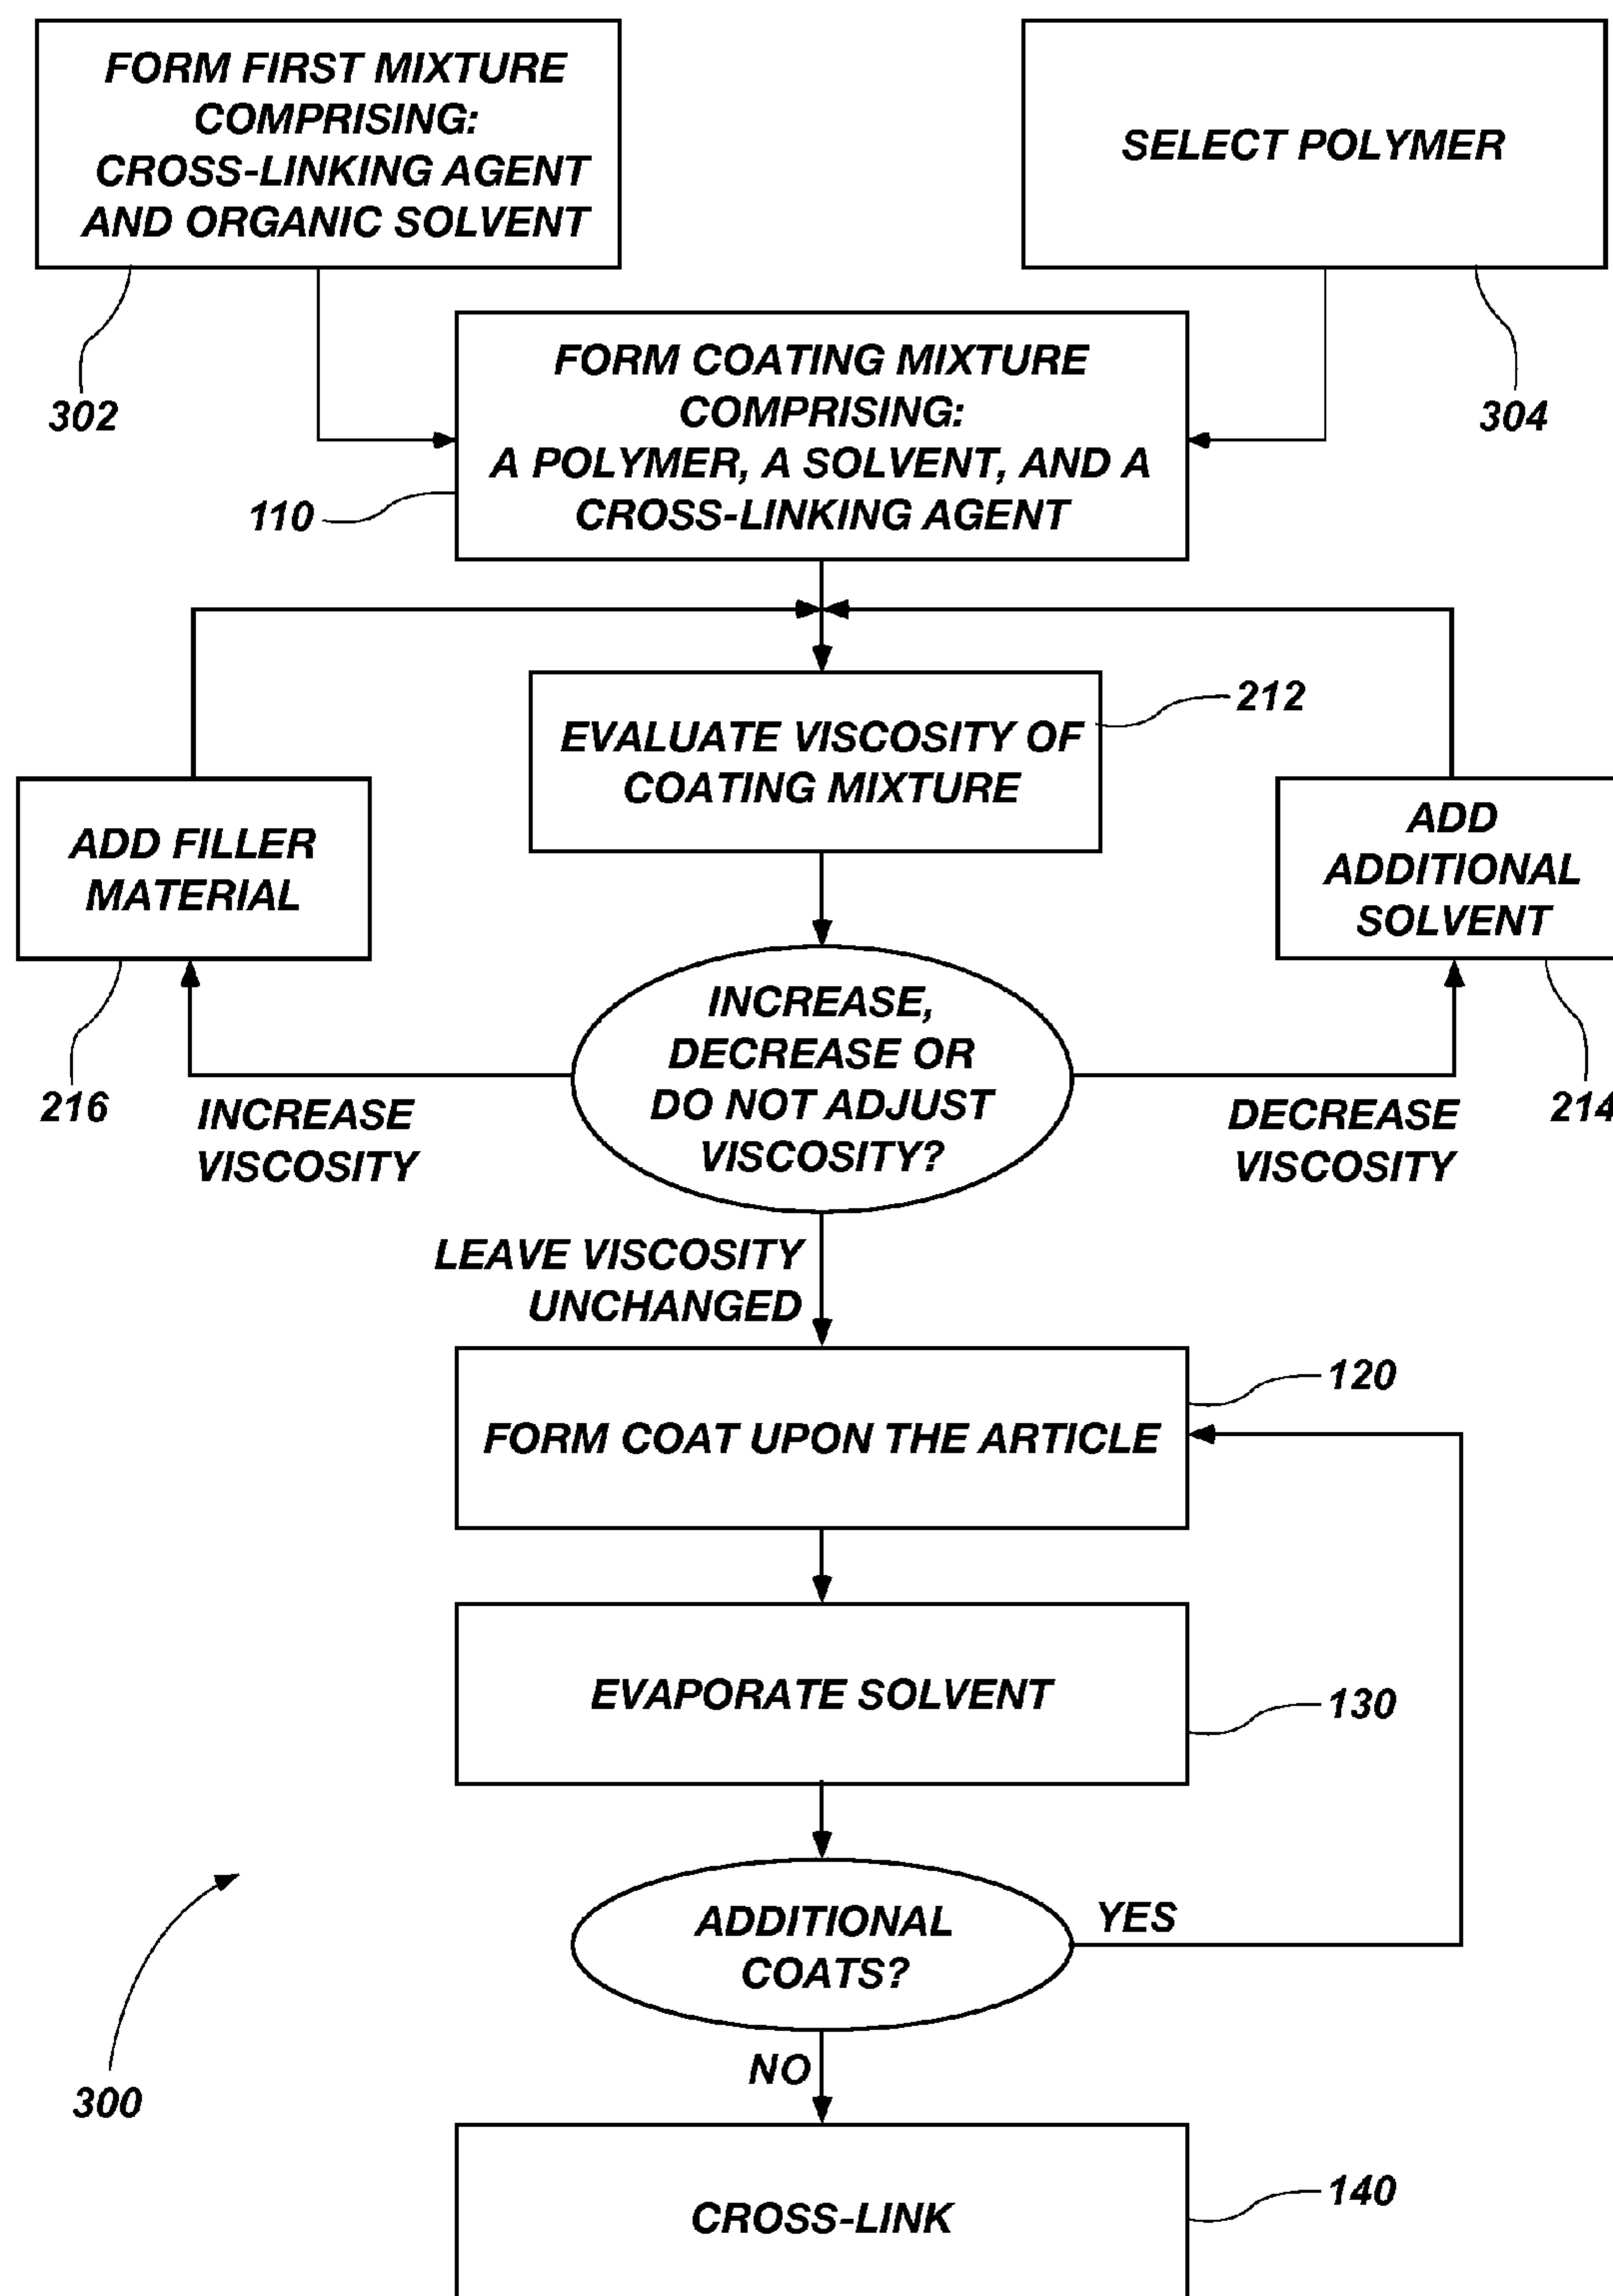 FORM FIRST MIXTURE
COMPRISING:
CROSS-LINKING AGENT
AND ORGANIC SOLVENT
SELECT POLYMER
302
304
FORM COATING MIXTURE
COMPRISING:
A POLYMER, A SOLVENT, AND A
CROSS-LINKING AGENT
110
212
EVALUATE VISCOSITY OF
COATING MIXTURE
ADD FILLER
MATERIAL
ADD
ADDITIONAL
SOLVENT
216
214
INCREASE,
DECREASE OR
DO NOT ADJUST
VISCOSITY?
INCREASE
VISCOSITY
DECREASE
VISCOSITY
LEAVE VISCOSITY
UNCHANGED
120
FORM COAT UPON THE ARTICLE
EVAPORATE SOLVENT
130
ADDITIONAL
COATS?
YES
NO
300
CROSS-LINK
140